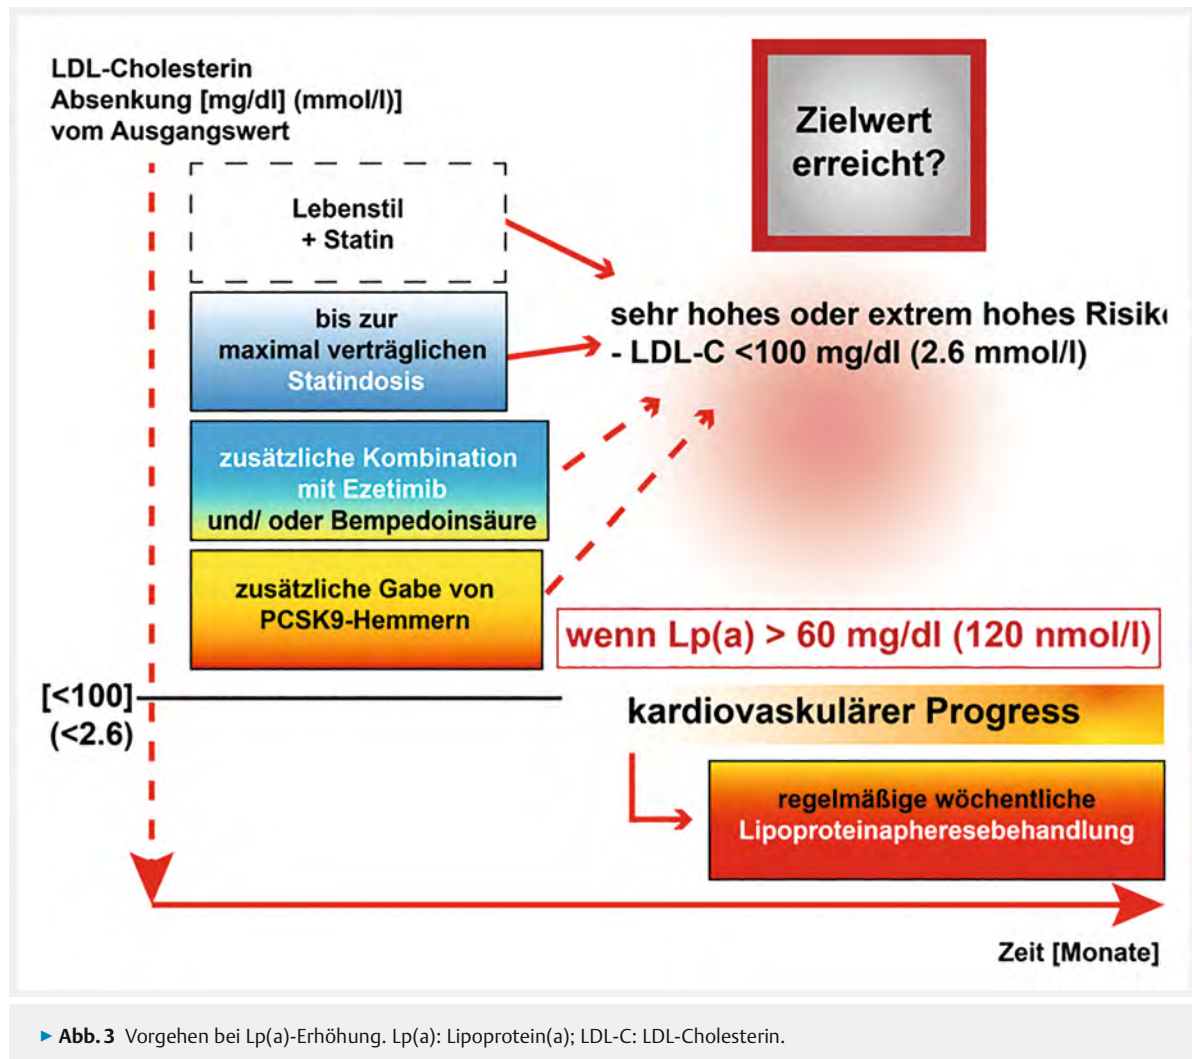 LDL-Cholesterin
Absenkung [mg/dl] (mmol/l)]
vom Ausgangswert
Zielwert
erreicht?
Lebenstil
+ Statin
bis zur
maximal verträglichen
Statindosis
sehr hohes oder extrem hohes Risik
- LDL-C <100 mg/dl (2.6 mmol/l)
zusätzliche Kombination
mit Ezetimib
und/ oder Bempedoinsäure
zusätzliche Gabe von
PCSK9-Hemmern
wenn Lp(a) > 60 mg/dl (120 nmol/l)
[<100]
(<2.6)
kardiovaskulärer Progress
regelmäßige wöchentliche
Lipoproteinapheresebehandlung
Zeit [Monate]
▶ Abb. 3 Vorgehen bei Lp(a)-Erhöhung. Lp(a): Lipoprotein(a); LDL-C: LDL-Cholesterin.